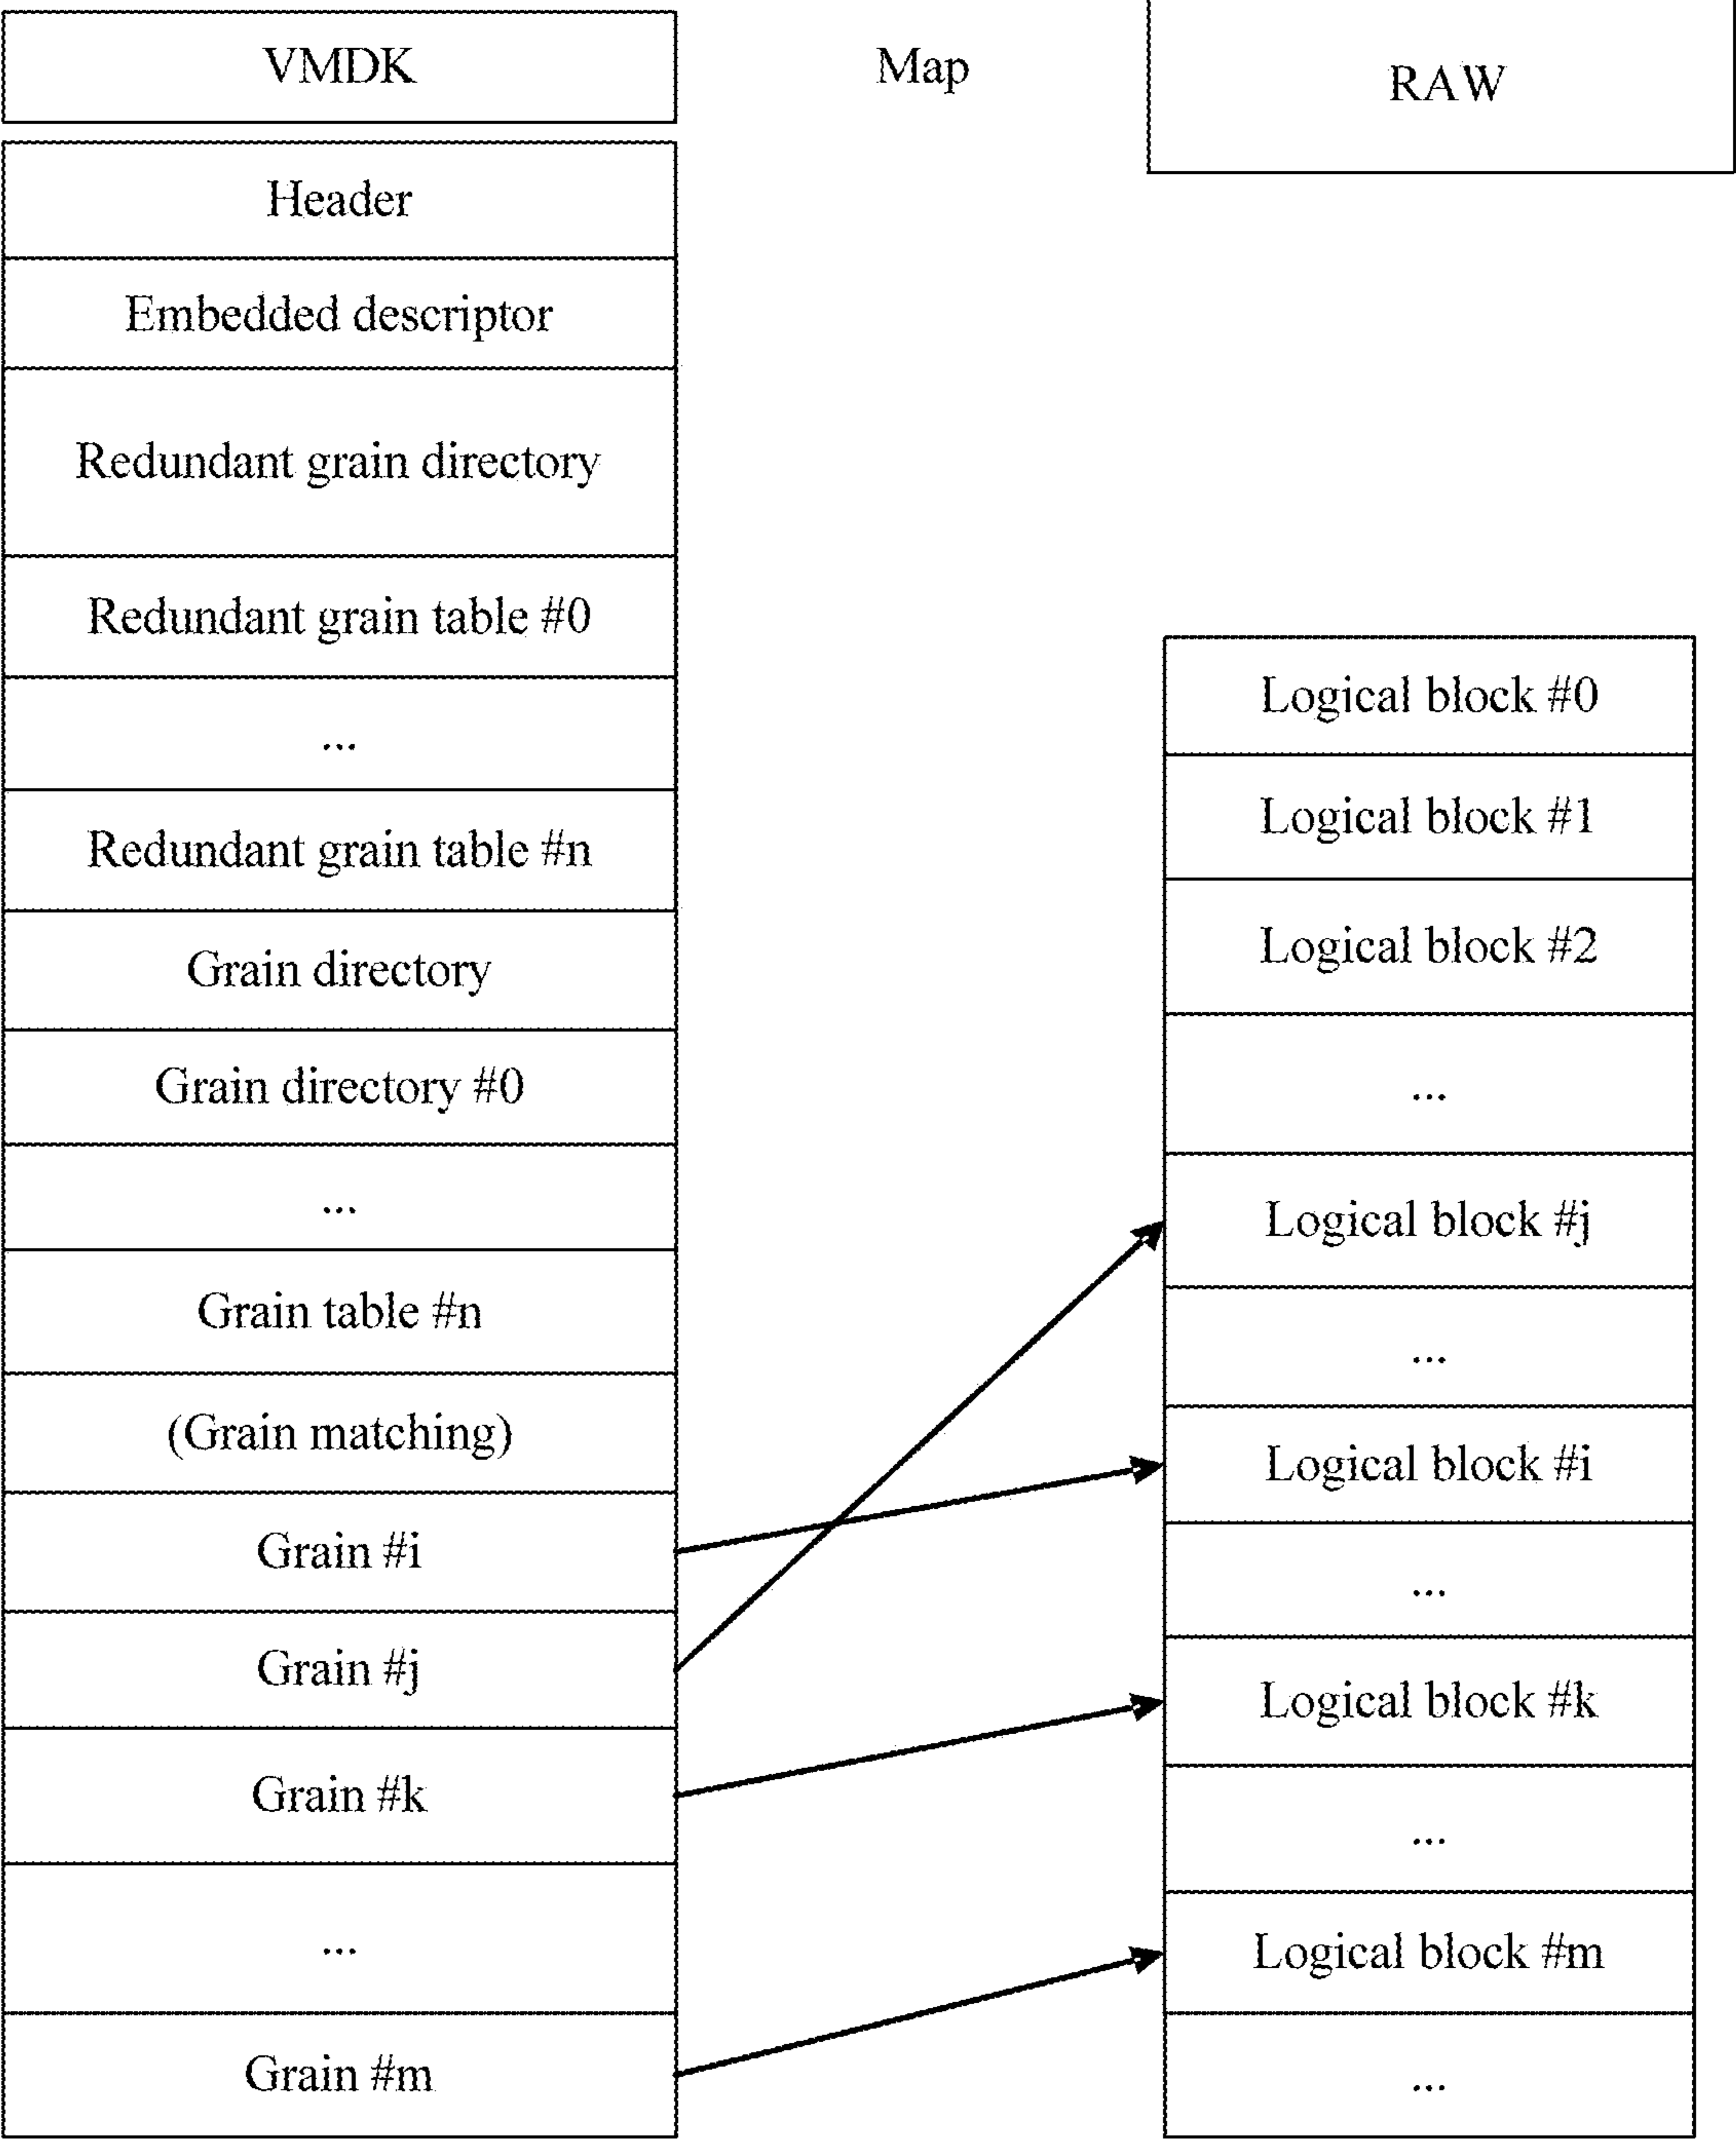 VMDK
Map
RAW
Header
Embedded descriptor
Redundant grain directory
Redundant grain table #0
...
Redundant grain table #n
Grain directory
Grain directory #0
...
Grain table #n
(Grain matching)
Grain #i
Grain #j
Grain #k
...
Grain #m
Logical block #0
Logical block #1
Logical block #2
...
Logical block #j
...
Logical block #i
...
Logical block #k
...
Logical block #m
...